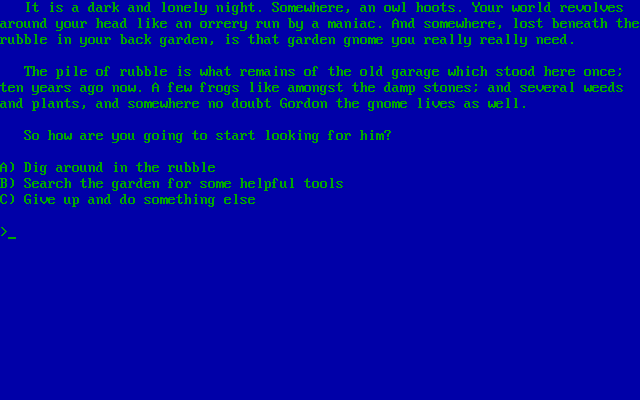 It is a dark and lonely night. Somewhere, an owl hoots. Your world revolves
around your head like an orrery run by a maniac. And somewhere, lost beneath the
rubble in your back garden, is that garden gnome you really really need.
The pile of rubble is what remains of the old garage which stood here once;
ten years ago now. A few frogs like amongst the damp stones; and several weeds
and plants, and somewhere no doubt Gordon the gnome lives as well.
So how are you going to start looking for him?
A) Dig around in the rubble
B) Search the garden for some helpful tools
C) Give up and do something else
>_